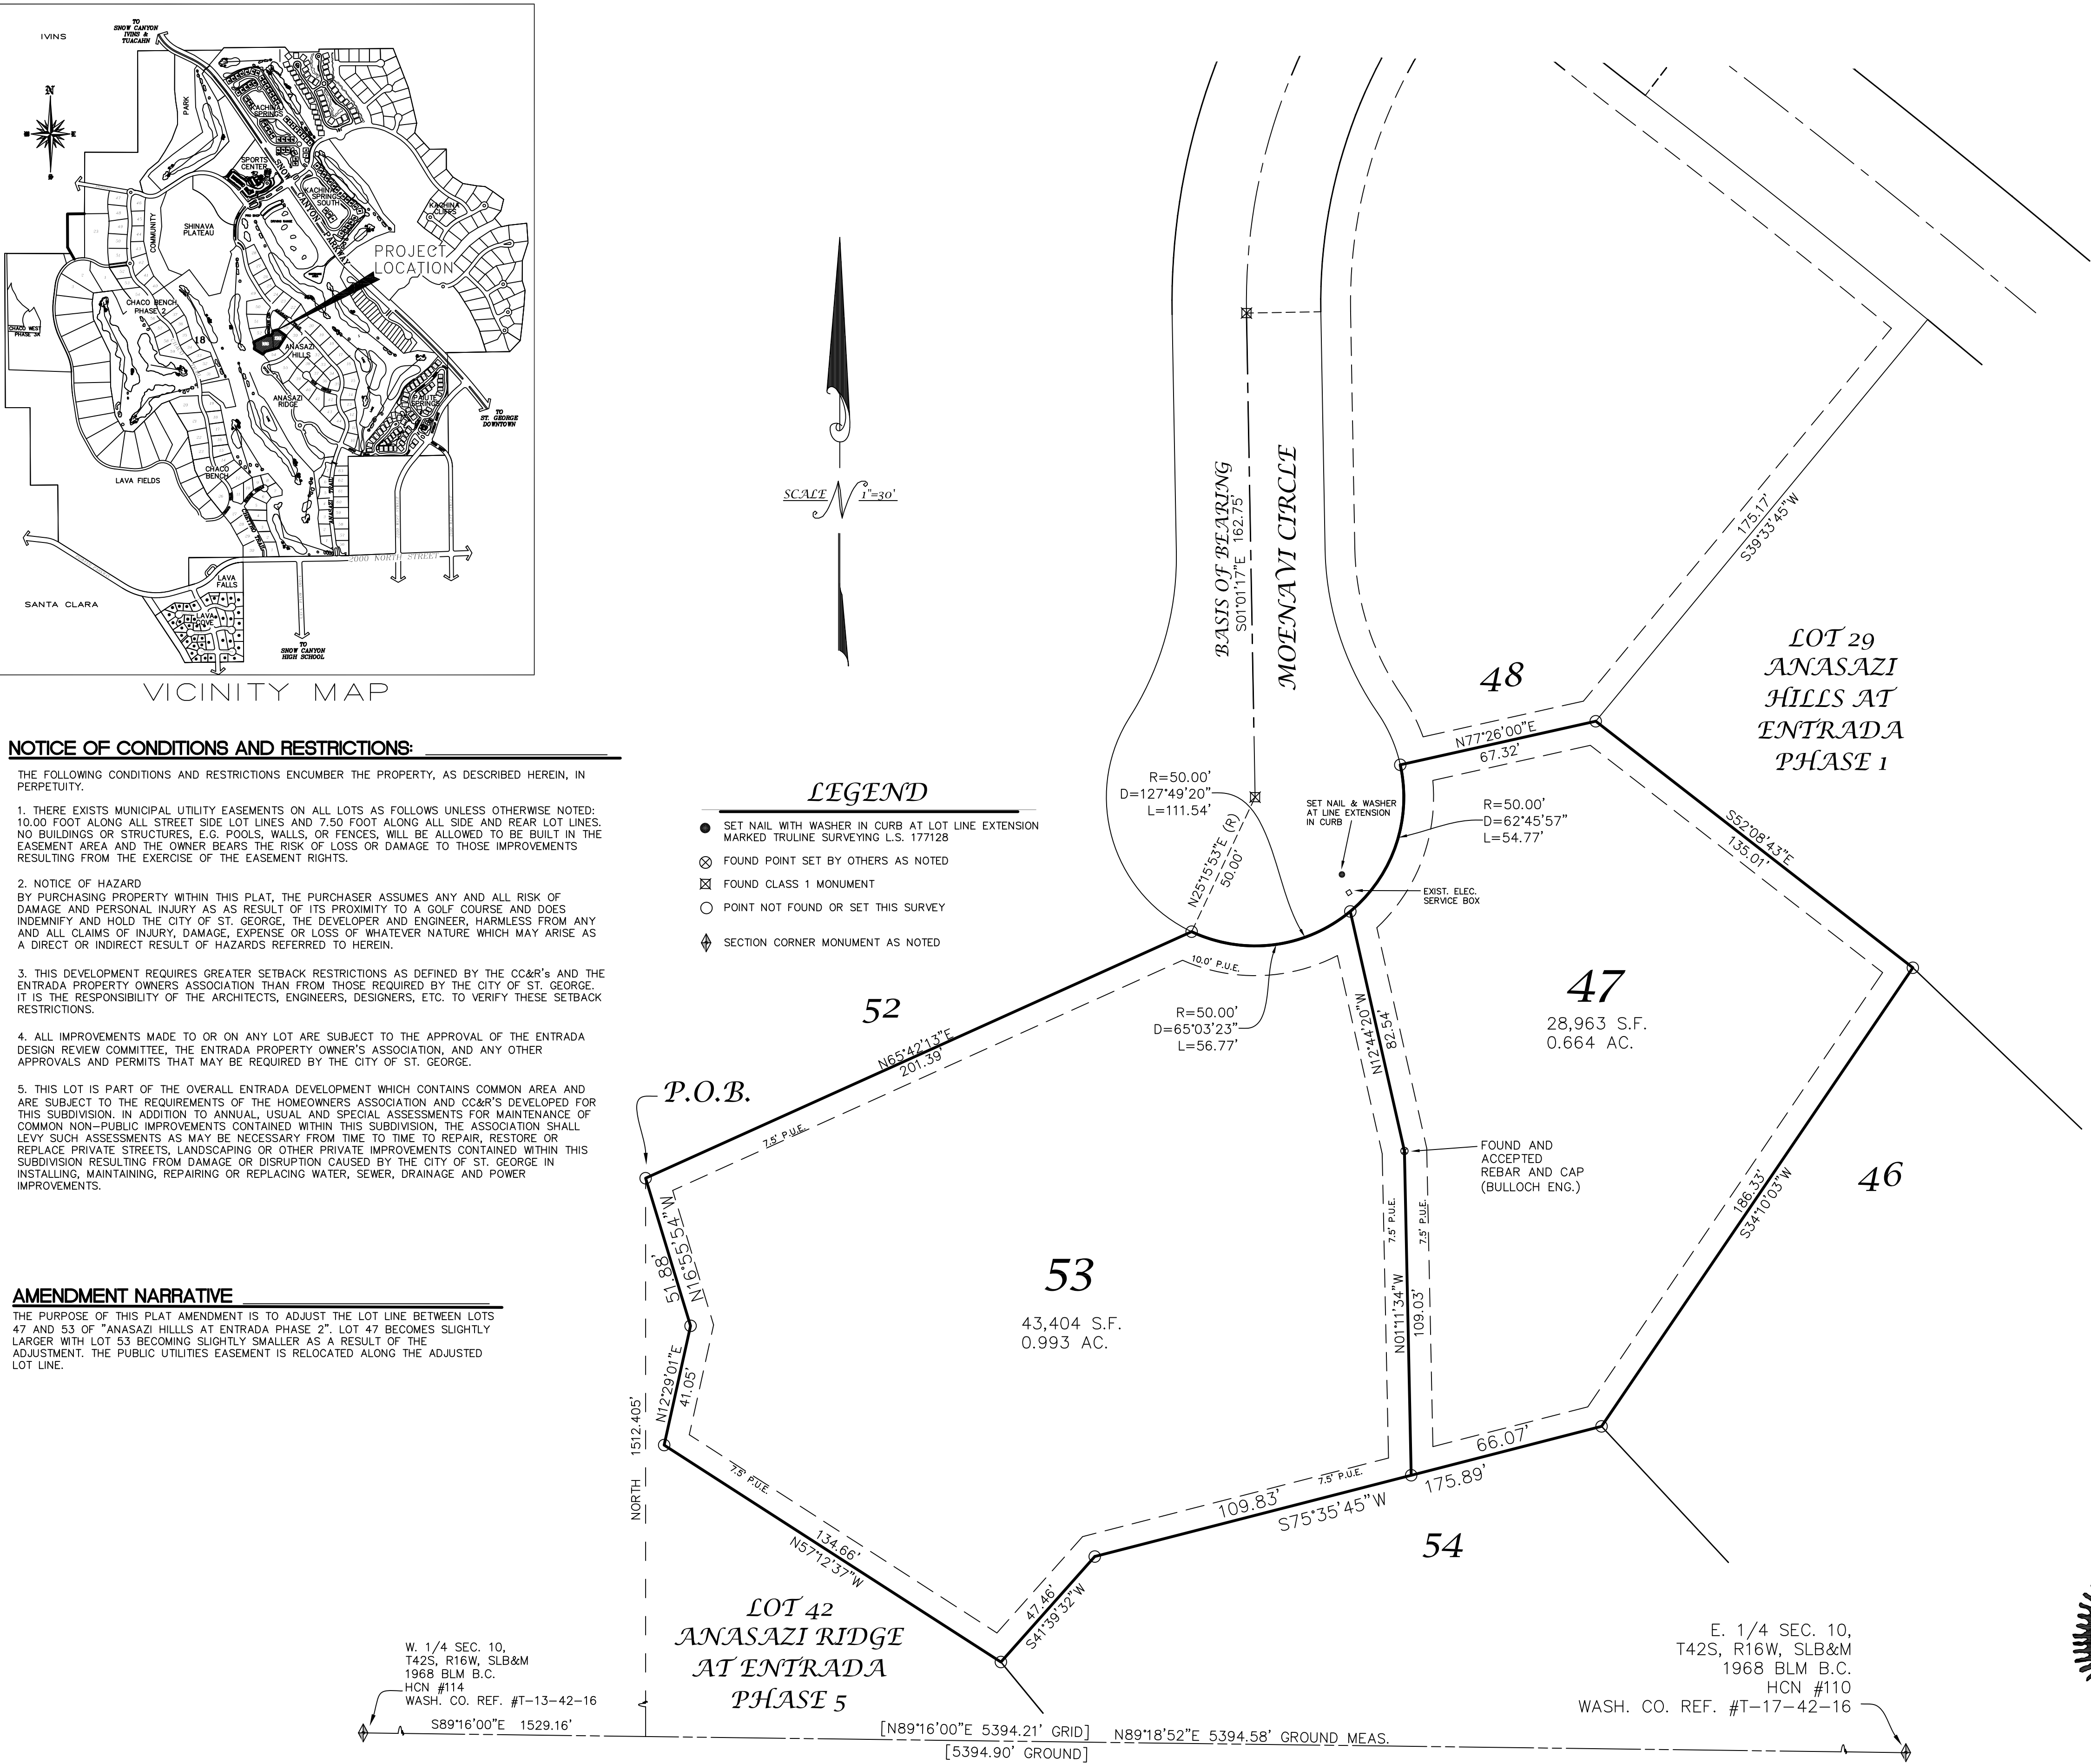 IVINS
TO
SNOW CANYON
IVINS &
TUACAHN
N
PARK
KACHINA
SPRINGS
SPORTS
CENTER
SNOW CANYON PARKWAY
KACHINA
SPRINGS
SOUTH
KACHINA
CLIFFS
COMMUNITY
SHINAVA
PLATEAU
PROJECT
LOCATION
CHACO BENCH
PHASE 2
CHACO WEST
PHASE 3A
18
ANASAZI
HILLS
ANASAZI
RIDGE
PAIUTE
SPRINGS
TO
ST. GEORGE
DOWNTOWN
CHACO
BENCH
LAVA FIELDS
ANASAZI TRAIL
2000 NORTH STREET
LAVA
FALLS
SANTA CLARA
LAVA
COVE
TO
SNOW CANYON
HIGH SCHOOL
VICINITY MAP
NOTICE OF CONDITIONS AND RESTRICTIONS:
THE FOLLOWING CONDITIONS AND RESTRICTIONS ENCUMBER THE PROPERTY, AS DESCRIBED HEREIN, IN
PERPETUITY.
1. THERE EXISTS MUNICIPAL UTILITY EASEMENTS ON ALL LOTS AS FOLLOWS UNLESS OTHERWISE NOTED:
10.00 FOOT ALONG ALL STREET SIDE LOT LINES AND 7.50 FOOT ALONG ALL SIDE AND REAR LOT LINES.
NO BUILDINGS OR STRUCTURES, E.G. POOLS, WALLS, OR FENCES, WILL BE ALLOWED TO BE BUILT IN THE
EASEMENT AREA AND THE OWNER BEARS THE RISK OF LOSS OR DAMAGE TO THOSE IMPROVEMENTS
RESULTING FROM THE EXERCISE OF THE EASEMENT RIGHTS.
2. NOTICE OF HAZARD
BY PURCHASING PROPERTY WITHIN THIS PLAT, THE PURCHASER ASSUMES ANY AND ALL RISK OF
DAMAGE AND PERSONAL INJURY AS AS RESULT OF ITS PROXIMITY TO A GOLF COURSE AND DOES
INDEMNIFY AND HOLD THE CITY OF ST. GEORGE, THE DEVELOPER AND ENGINEER, HARMLESS FROM ANY
AND ALL CLAIMS OF INJURY, DAMAGE, EXPENSE OR LOSS OF WHATEVER NATURE WHICH MAY ARISE AS
A DIRECT OR INDIRECT RESULT OF HAZARDS REFERRED TO HEREIN.
3. THIS DEVELOPMENT REQUIRES GREATER SETBACK RESTRICTIONS AS DEFINED BY THE CC&R's AND THE
ENTRADA PROPERTY OWNERS ASSOCIATION THAN FROM THOSE REQUIRED BY THE CITY OF ST. GEORGE.
IT IS THE RESPONSIBILITY OF THE ARCHITECTS, ENGINEERS, DESIGNERS, ETC. TO VERIFY THESE SETBACK
RESTRICTIONS.
4. ALL IMPROVEMENTS MADE TO OR ON ANY LOT ARE SUBJECT TO THE APPROVAL OF THE ENTRADA
DESIGN REVIEW COMMITTEE, THE ENTRADA PROPERTY OWNER'S ASSOCIATION, AND ANY OTHER
APPROVALS AND PERMITS THAT MAY BE REQUIRED BY THE CITY OF ST. GEORGE.
5. THIS LOT IS PART OF THE OVERALL ENTRADA DEVELOPMENT WHICH CONTAINS COMMON AREA AND
ARE SUBJECT TO THE REQUIREMENTS OF THE HOMEOWNERS ASSOCIATION AND CC&R'S DEVELOPED FOR
THIS SUBDIVISION. IN ADDITION TO ANNUAL, USUAL AND SPECIAL ASSESSMENTS FOR MAINTENANCE OF
COMMON NON-PUBLIC IMPROVEMENTS CONTAINED WITHIN THIS SUBDIVISION, THE ASSOCIATION SHALL
LEVY SUCH ASSESSMENTS AS MAY BE NECESSARY FROM TIME TO TIME TO REPAIR, RESTORE OR
REPLACE PRIVATE STREETS, LANDSCAPING OR OTHER PRIVATE IMPROVEMENTS CONTAINED WITHIN THIS
SUBDIVISION RESULTING FROM DAMAGE OR DISRUPTION CAUSED BY THE CITY OF ST. GEORGE IN
INSTALLING, MAINTAINING, REPAIRING OR REPLACING WATER, SEWER, DRAINAGE AND POWER
IMPROVEMENTS.
AMENDMENT NARRATIVE
THE PURPOSE OF THIS PLAT AMENDMENT IS TO ADJUST THE LOT LINE BETWEEN LOTS
47 AND 53 OF "ANASAZI HILLLS AT ENTRADA PHASE 2". LOT 47 BECOMES SLIGHTLY
LARGER WITH LOT 53 BECOMING SLIGHTLY SMALLER AS A RESULT OF THE
ADJUSTMENT. THE PUBLIC UTILITIES EASEMENT IS RELOCATED ALONG THE ADJUSTED
LOT LINE.
SCALE N 1"=30'
LEGEND
SET NAIL WITH WASHER IN CURB AT LOT LINE EXTENSION
MARKED TRULINE SURVEYING L.S. 177128
FOUND POINT SET BY OTHERS AS NOTED
FOUND CLASS 1 MONUMENT
POINT NOT FOUND OR SET THIS SURVEY
SECTION CORNER MONUMENT AS NOTED
BASIS OF BEARING
S01°01'17"E 162.75'
MOENAVI CIRCLE
175.17'
S39°33'45"W
LOT 29
ANASAZI
HILLS AT
ENTRADA
PHASE 1
48
N77°26'00"E
67.32'
R=50.00'
D=127°49'20"
L=111.54'
SET NAIL & WASHER
AT LINE EXTENSION
IN CURB
R=50.00'
D=62°45'57"
L=54.77'
N25°15'53"E (R)
50.00'
S52°08'43"E
135.01'
EXIST. ELEC.
SERVICE BOX
10.0' P.U.E.
52
R=50.00'
D=65°03'23"
L=56.77'
N65°42'13"E
201.39'
7.5' P.U.E.
N12°44'20"W
82.54'
47
28,963 S.F.
0.664 AC.
P.O.B.
FOUND AND
ACCEPTED
REBAR AND CAP
(BULLOCH ENG.)
46
186.33'
S34°10'03"W
51.88'
N16°55'54"W
53
43,404 S.F.
0.993 AC.
7.5' P.U.E.
7.5' P.U.E.
N01°11'34"W
109.03'
N12°29'01"E
41.05'
NORTH 1512.405'
7.5' P.U.E.
134.66'
N57°12'37"W
7.5' P.U.E.
109.83'
S75°35'45"W
66.07'
175.89'
54
47.46'
S41°39'32"W
LOT 42
ANASAZI RIDGE
AT ENTRADA
PHASE 5
W. 1/4 SEC. 10,
T42S, R16W, SLB&M
1968 BLM B.C.
HCN #114
WASH. CO. REF. #T-13-42-16
S89°16'00"E 1529.16'
[N89°16'00"E 5394.21' GRID] N89°18'52"E 5394.58' GROUND MEAS.
[5394.90' GROUND]
E. 1/4 SEC. 10,
T42S, R16W, SLB&M
1968 BLM B.C.
HCN #110
WASH. CO. REF. #T-17-42-16